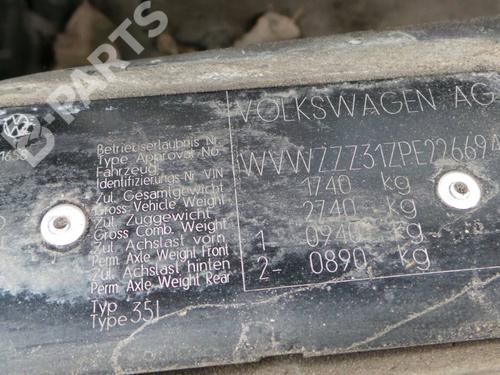 B-PARTS
VOLKSWAGEN AG
Betriebserlaubnis Nr.
Type Approval-No.
Fahrzeug
Identifizierungs Nr VIN
Zul. Gesamtgewicht
Gross Vehicle Weight
Zul. Zuggewicht
Gross Comb. Weight
Zul. Achslast vorn
Perm. Axle Weight Front
Zul. Achslast hinten
Perm. Axle Weight Rear
Typ
Type 35I
WVWZZZ31ZPE22669
1740 kg
2740 kg
1 0940 kg
2- 0890 kg